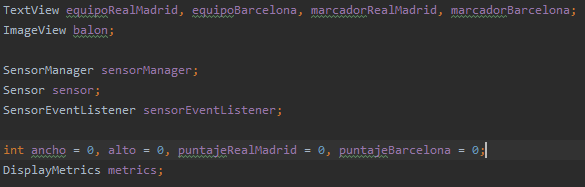 TextView equipoRealMadrid, equipoBarcelona, marcadorRealMadrid, marcadorBarcelona;
ImageView balon;
SensorManager sensorManager;
Sensor sensor;
SensorEventListener sensorEventListener;
int ancho = 0, alto = 0, puntajeRealMadrid = 0, puntajeBarcelona = 0;
DisplayMetrics metrics;